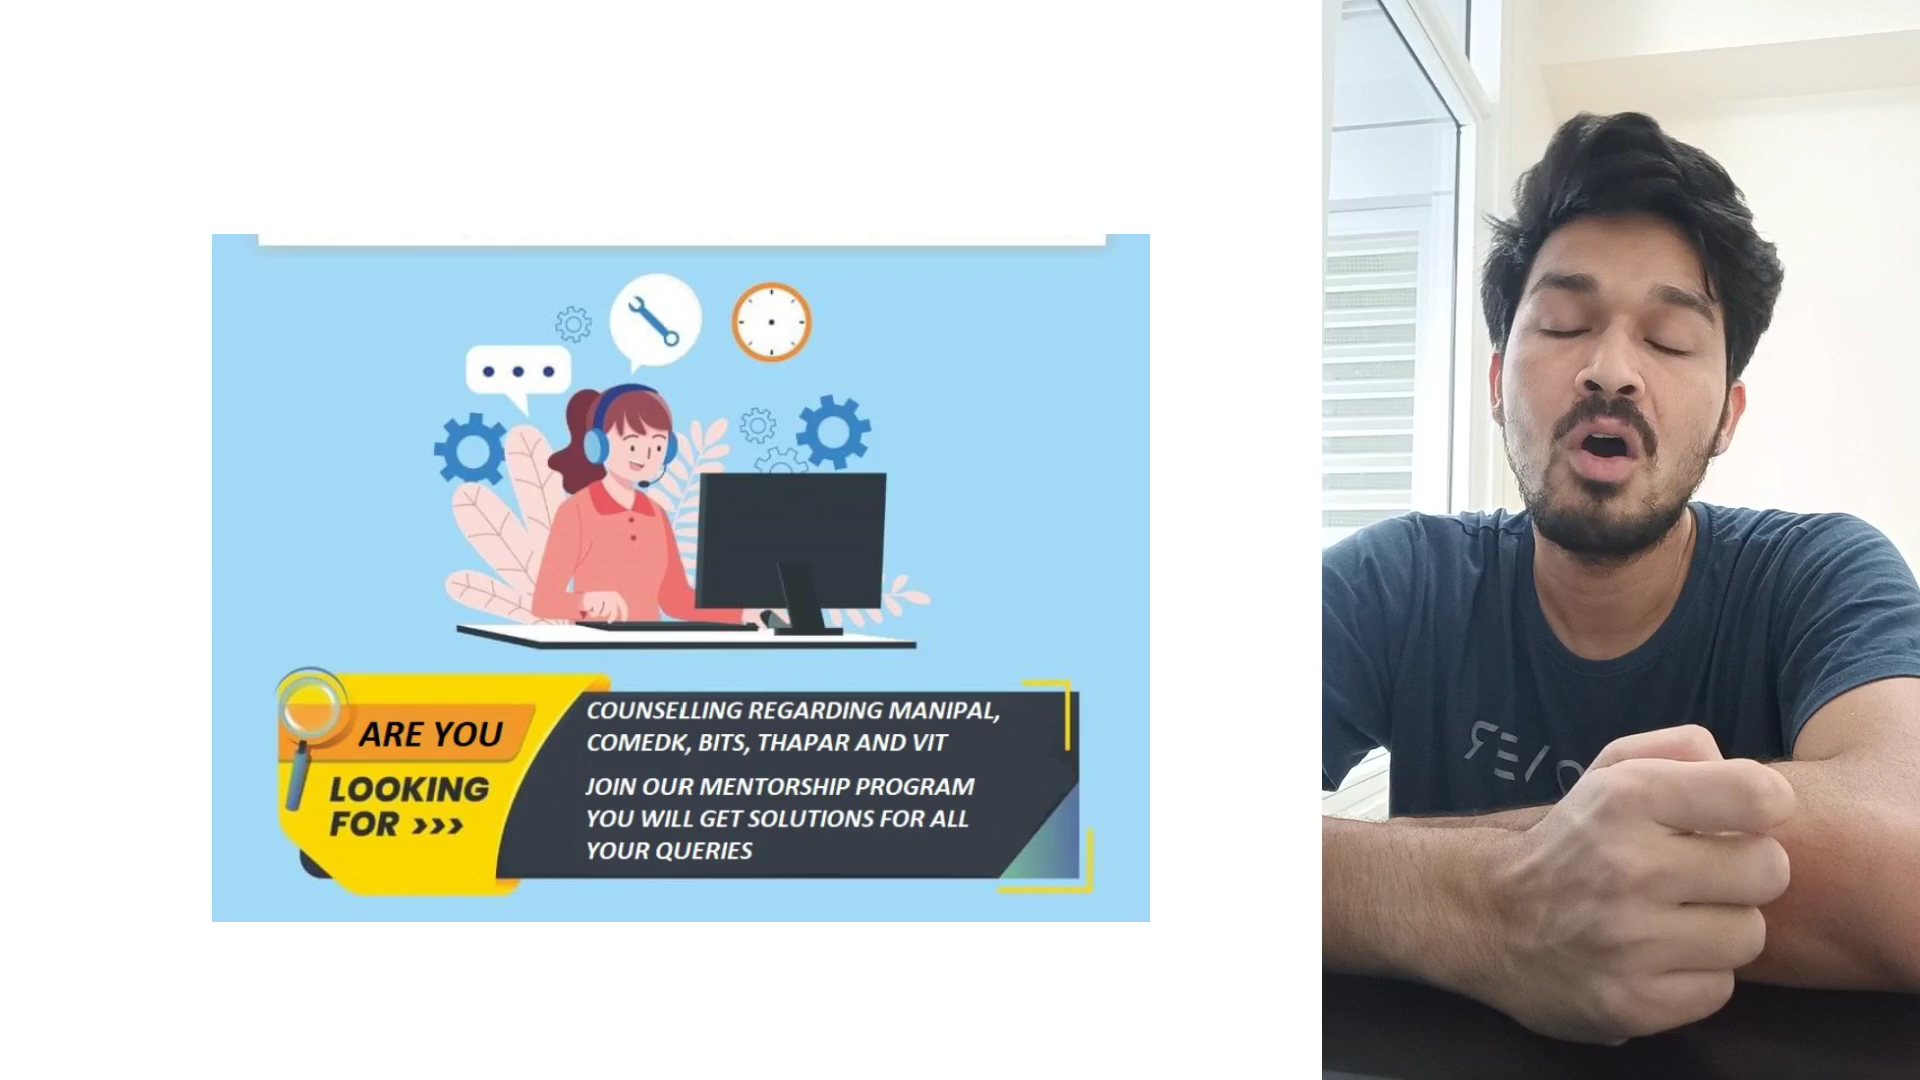 ARE YOU
LOOKING
FOR >>>
COUNSELLING REGARDING MANIPAL,
COMEDK, BITS, THAPAR AND VIT
JOIN OUR MENTORSHIP PROGRAM
YOU WILL GET SOLUTIONS FOR ALL
YOUR QUERIES